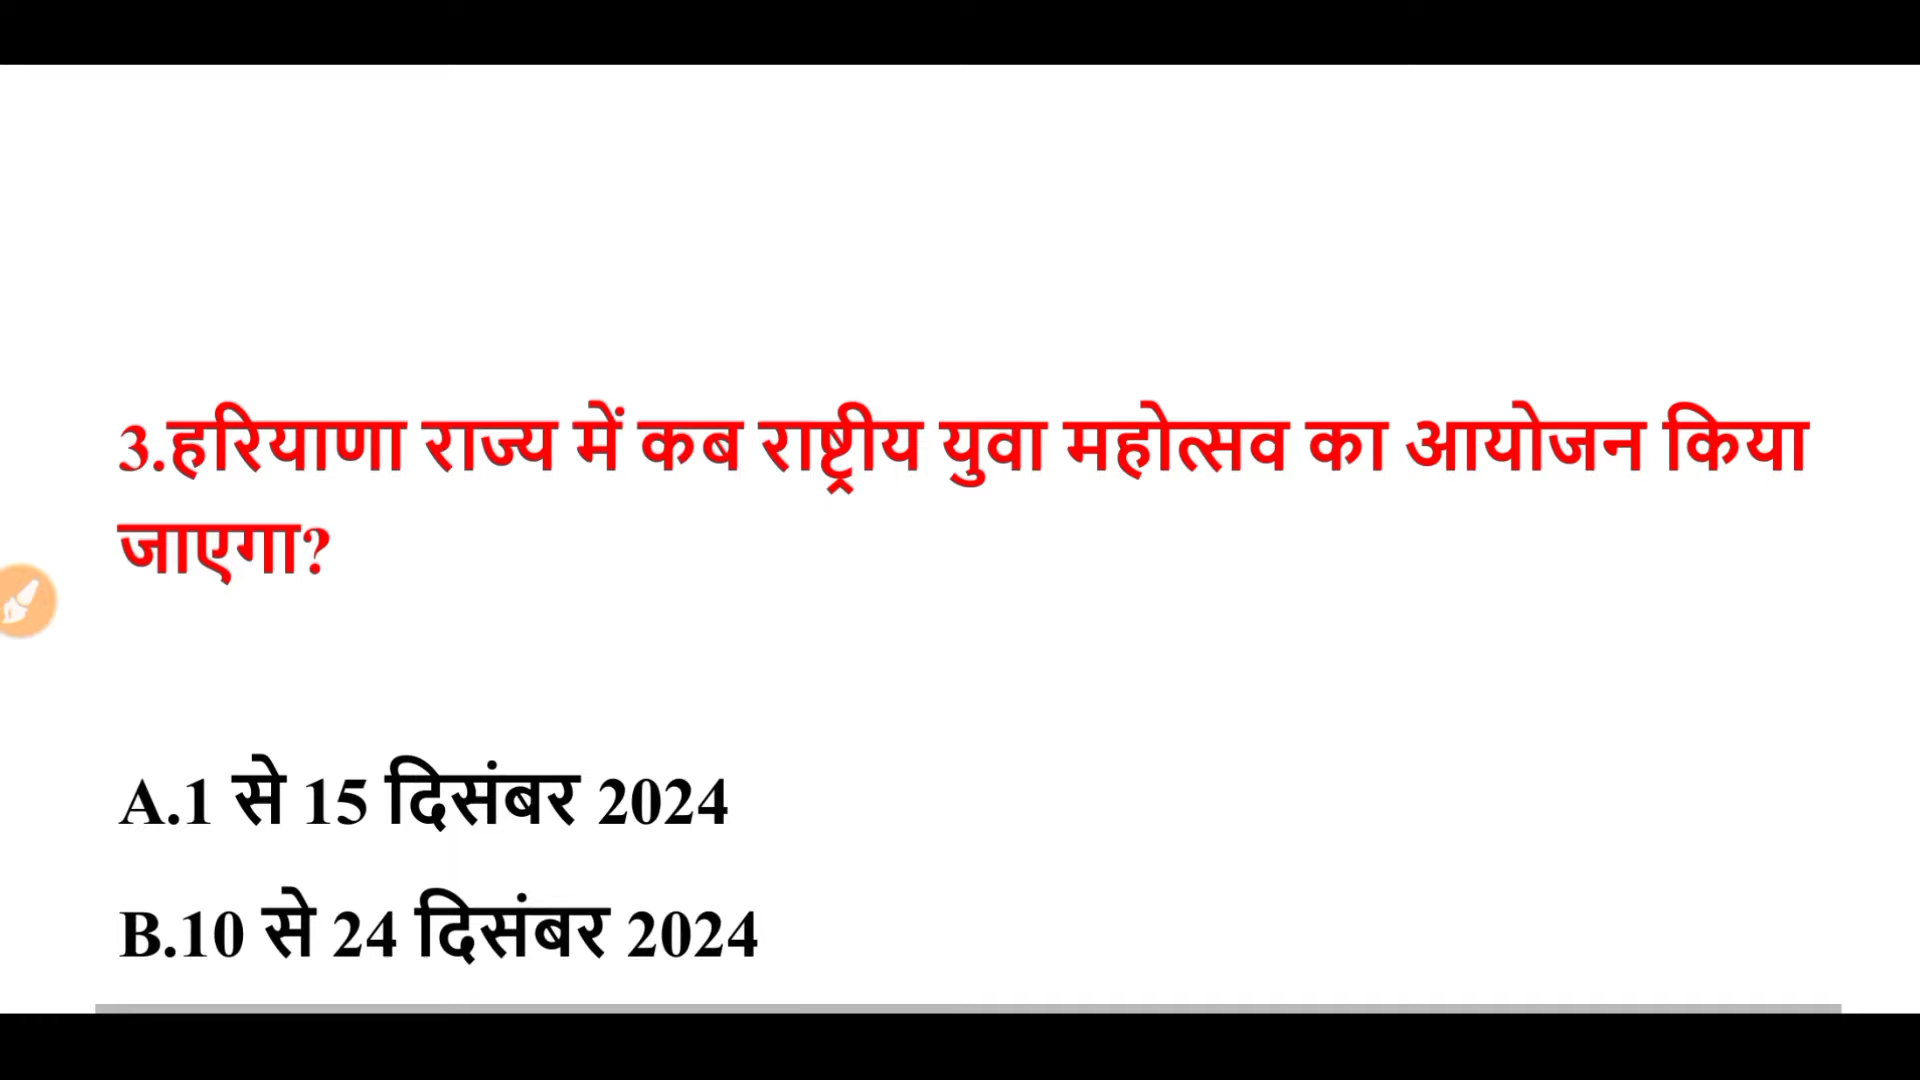 3.हरियाणा राज्य में कब राष्ट्रीय युवा महोत्सव का आयोजन किया
जाएगा?
A.1 से 15 दिसंबर 2024
B.10 से 24 दिसंबर 2024